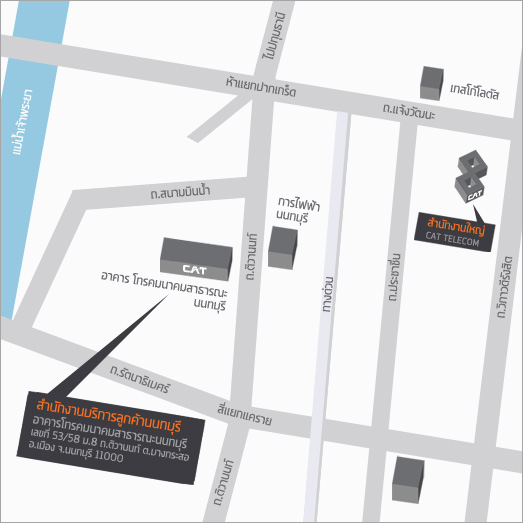 ไปปทุมธานี
ห้าแยกปากเกร็ด
เทสโก้โลตัส
ถ.แจ้งวัฒนะ
แม่น้ำเจ้าพระยา
CAT
สำนักงานใหญ่
CAT TELECOM
ถ.สนามบินน้ำ
การไฟฟ้า
นนทบุรี
CAT
อาคาร โทรคมนาคมสาธารณะ
นนทบุรี
ถ.ติวานนท์
ทางด่วน
ถ.ประชาชื่น
ถ.วิภาวดีรังสิต
ถ.รัตนาธิเบศร์
สี่แยกแคราย
สำนักงานบริการลูกค้านนทบุรี
อาคารโทรคมนาคมสาธารณะนนทบุรี
เลขที่ 53/58 ม.8 ถ.ติวานนท์ ต.บางกระสอ
อ.เมือง จ.นนทบุรี 11000
ถ.ติวานนท์